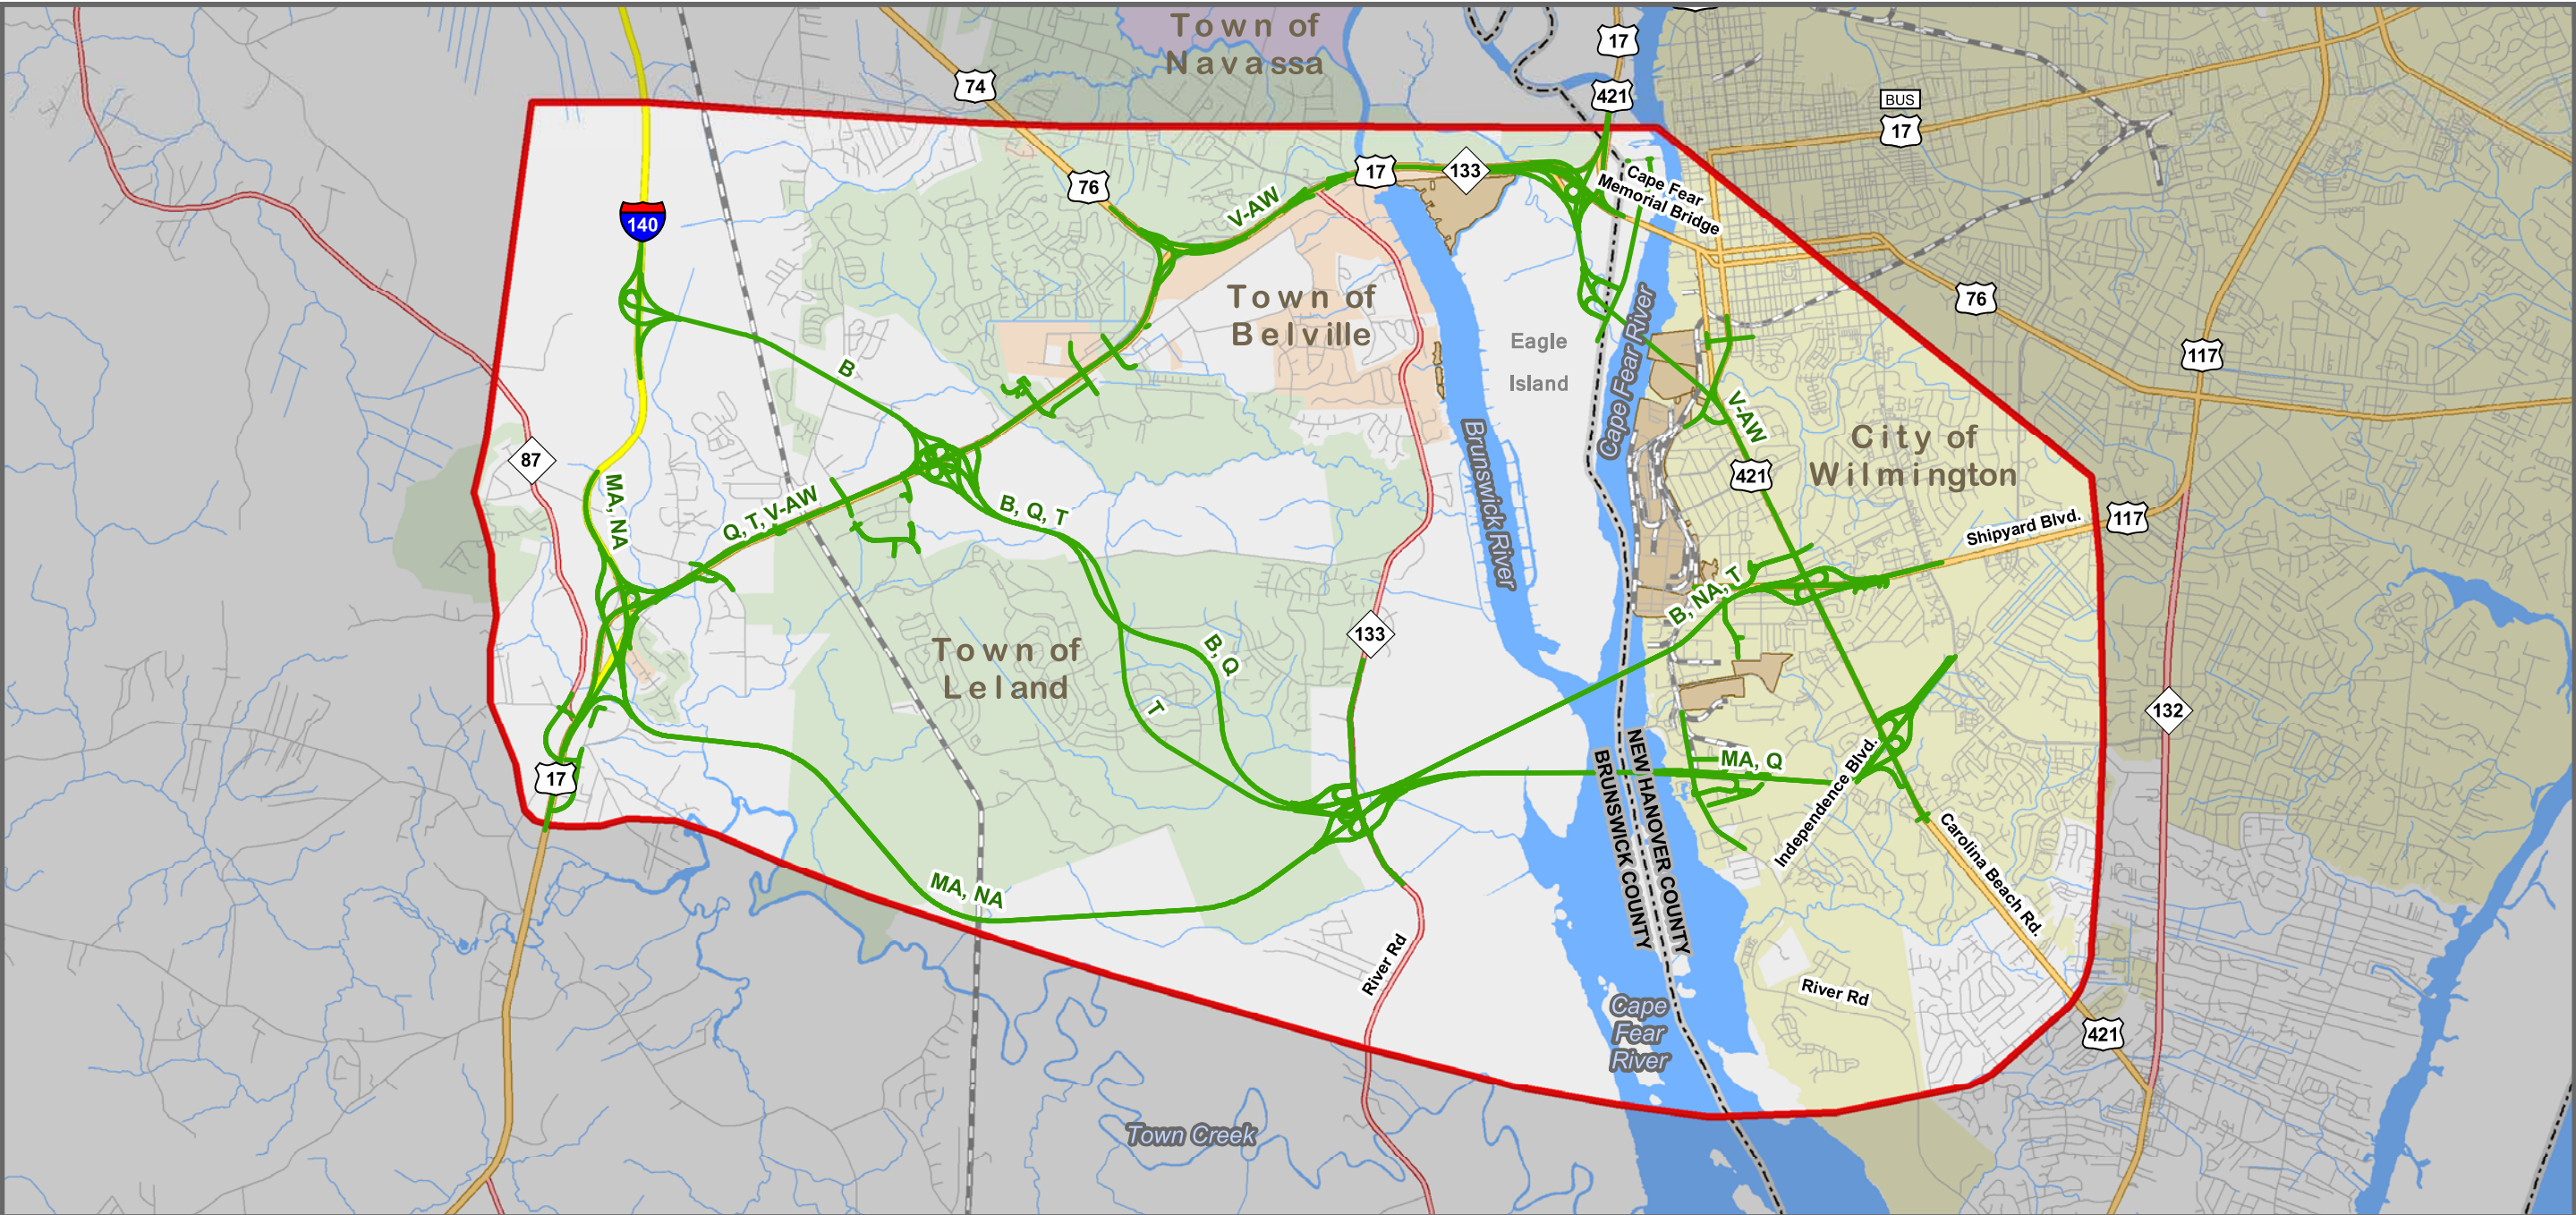 Town of
Navassa
17
74
421
BUS
17
76
17
133
Cape Fear
Memorial Bridge
140
V-AW
Town of
Belville
76
Eagle
Island
Cape Fear River
117
B
V-AW
City of
Wilmington
87
Brunswick River
421
MA, NA
Q, T, V-AW
B, Q, T
Shipyard Blvd.
117
B, NA, T
Town of
Leland
B, Q
133
T
132
17
MA, Q
NEW HANOVER COUNTY
BRUNSWICK COUNTY
Independence Blvd.
Carolina Beach Rd.
MA, NA
River Rd
River Rd
Cape
Fear
River
421
Town Creek